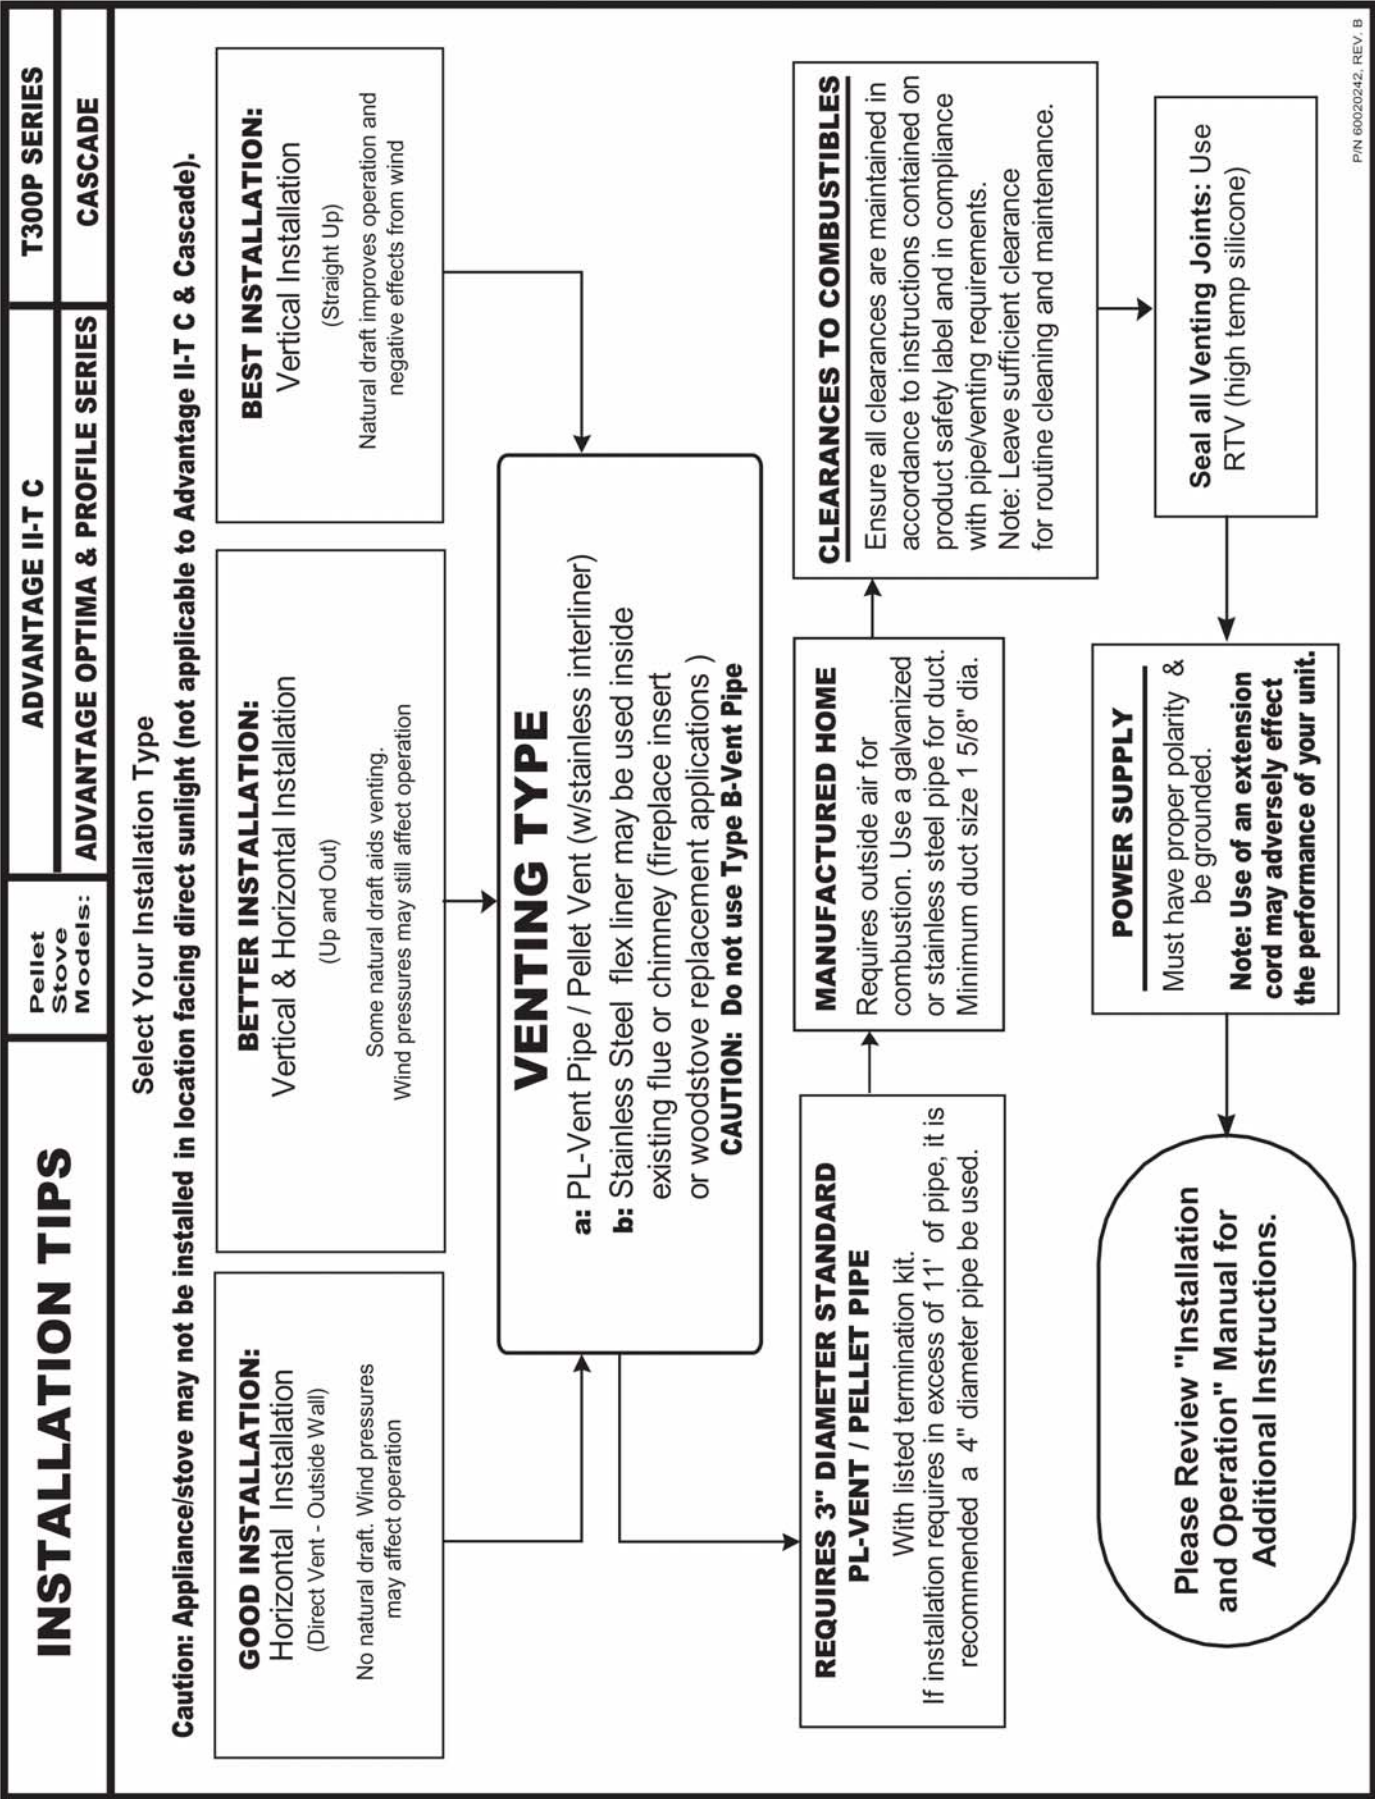 INSTALLATION TIPS
Pellet
Stove
Models:
ADVANTAGE II-T C
T300P SERIES
ADVANTAGE OPTIMA & PROFILE SERIES
CASCADE
Select Your Installation Type
Caution: Appliance/stove may not be installed in location facing direct sunlight (not applicable to Advantage II-T C & Cascade).
GOOD INSTALLATION:
Horizontal Installation
(Direct Vent - Outside Wall)
No natural draft. Wind pressures
may affect operation
BETTER INSTALLATION:
Vertical & Horizontal Installation
(Up and Out)
Some natural draft aids venting.
Wind pressures may still affect operation
BEST INSTALLATION:
Vertical Installation
(Straight Up)
Natural draft improves operation and
negative effects from wind
VENTING TYPE
a: PL-Vent Pipe / Pellet Vent (w/stainless interliner)
b: Stainless Steel flex liner may be used inside
existing flue or chimney (fireplace insert
or woodstove replacement applications )
CAUTION: Do not use Type B-Vent Pipe
REQUIRES 3" DIAMETER STANDARD
PL-VENT / PELLET PIPE
With listed termination kit.
If installation requires in excess of 11' of pipe, it is
recommended a 4" diameter pipe be used.
MANUFACTURED HOME
Requires outside air for
combustion. Use a galvanized
or stainless steel pipe for duct.
Minimum duct size 1 5/8" dia.
CLEARANCES TO COMBUSTIBLES
Ensure all clearances are maintained in
accordance to instructions contained on
product safety label and in compliance
with pipe/venting requirements.
Note: Leave sufficient clearance
for routine cleaning and maintenance.
Seal all Venting Joints: Use
RTV (high temp silicone)
POWER SUPPLY
Must have proper polarity &
be grounded.
Note: Use of an extension
cord may adversely effect
the performance of your unit.
Please Review "Installation
and Operation" Manual for
Additional Instructions.
P/N 60020242, REV. B